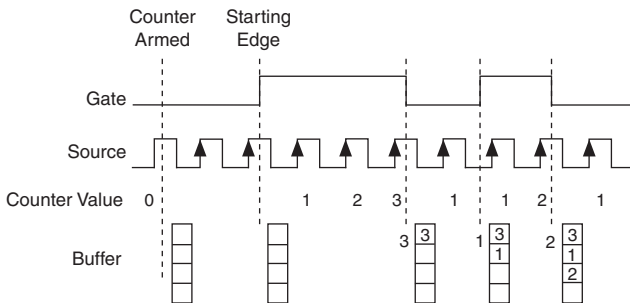 Counter Armed
Starting Edge
Gate
Source
Counter Value 0 1 2 3 1 1 2 1
Buffer
3 3
1 3 1
2 3 1 2